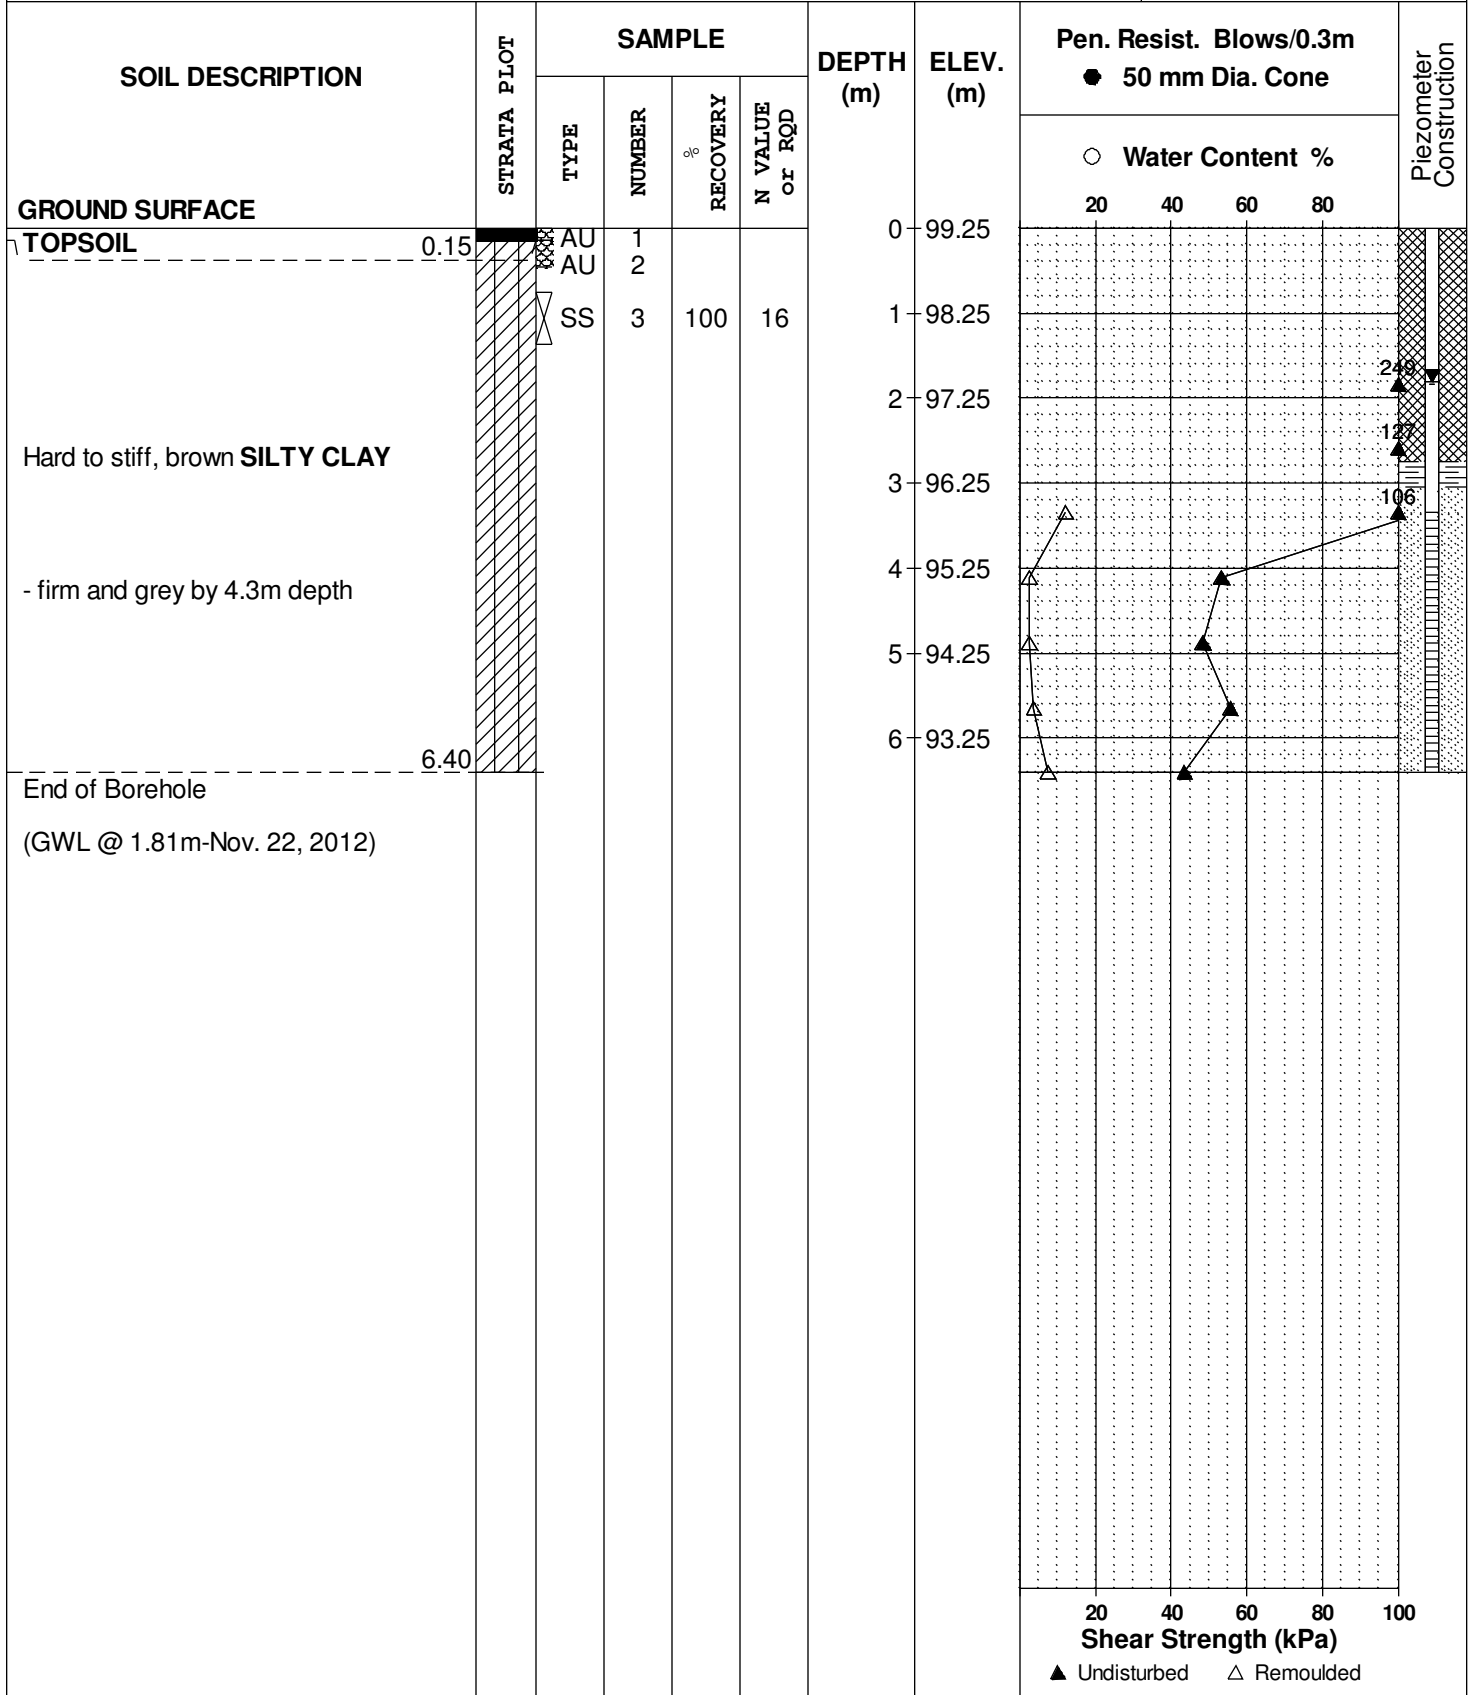 SOIL DESCRIPTION
GROUND SURFACE
STRATA PLOT
SAMPLE
TYPE
NUMBER
%
RECOVERY
N VALUE
or RQD
DEPTH
(m)
ELEV.
(m)
Pen. Resist. Blows/0.3m
● 50 mm Dia. Cone
○ Water Content %
20 40 60 80
Piezometer
Construction
TOPSOIL 0.15
AU 1
AU 2
SS 3 100 16
0 99.25
1 98.25
2 97.25
3 96.25
4 95.25
5 94.25
6 93.25
249
127
106
Hard to stiff, brown SILTY CLAY
- firm and grey by 4.3m depth
6.40
End of Borehole
(GWL @ 1.81m-Nov. 22, 2012)
20 40 60 80 100
Shear Strength (kPa)
▲ Undisturbed △ Remoulded